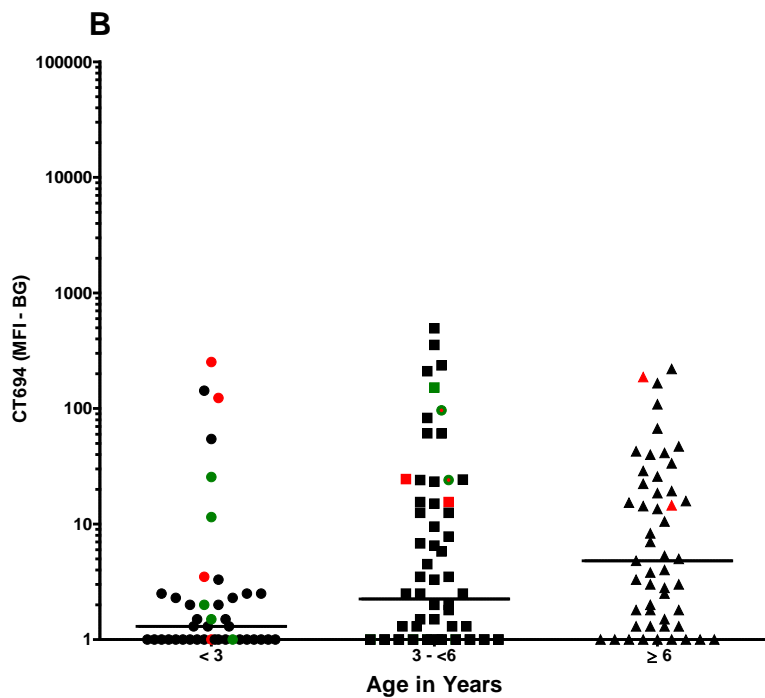 B
100000
10000
1000
100
10
1
CT694 (MFI - BG)
< 3
3 - <6
≥ 6
Age in Years